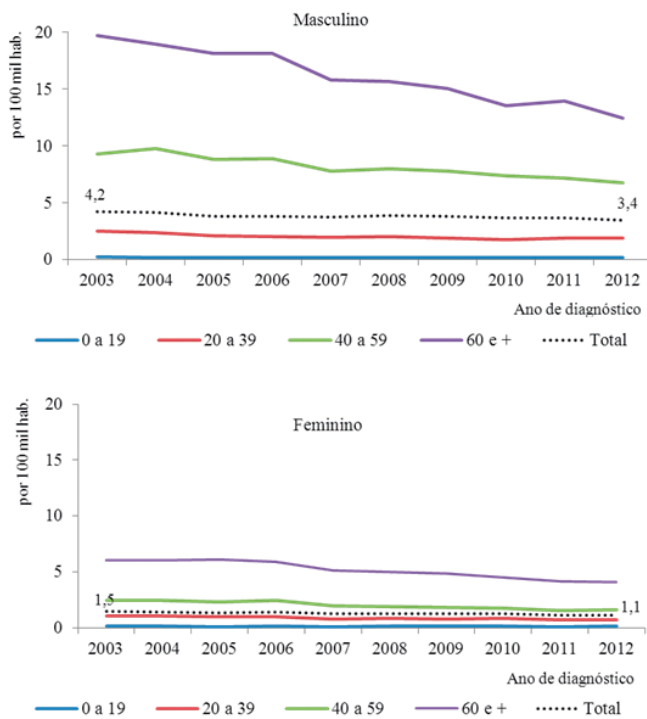 Masculino
por 100 mil hab.
20
15
10
5
0
4,2
3,4
2003 2004 2005 2006 2007 2008 2009 2010 2011 2012
Ano de diagnóstico
0 a 19 20 a 39 40 a 59 60 e + Total
Feminino
por 100 mil hab.
20
15
10
5
0
1,5
1,1
2003 2004 2005 2006 2007 2008 2009 2010 2011 2012
Ano de diagnóstico
0 a 19 20 a 39 40 a 59 60 e + Total